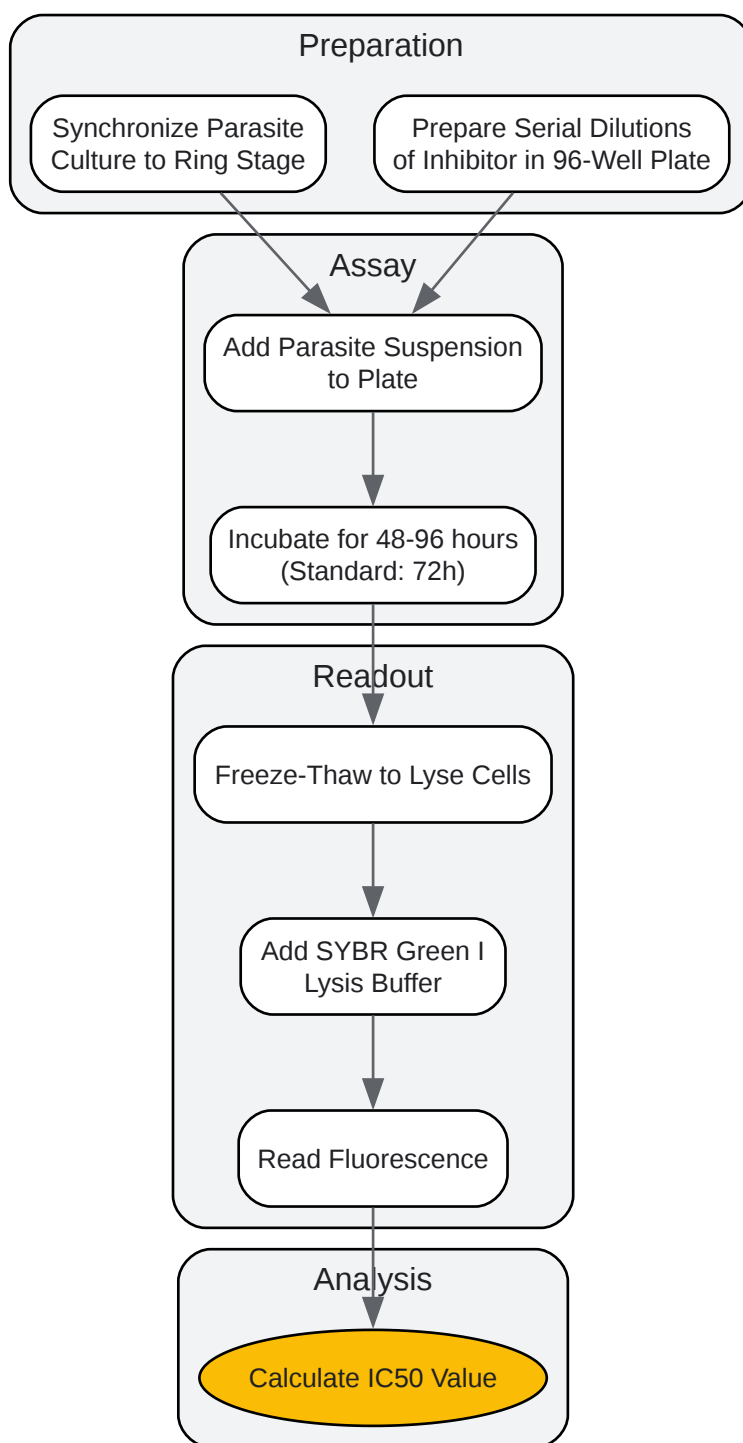 Preparation
Synchronize Parasite
Culture to Ring Stage
Prepare Serial Dilutions
of Inhibitor in 96-Well Plate
Assay
Add Parasite Suspension
to Plate
Incubate for 48-96 hours
(Standard: 72h)
Readout
Freeze-Thaw to Lyse Cells
Add SYBR Green I
Lysis Buffer
Read Fluorescence
Analysis
Calculate IC50 Value